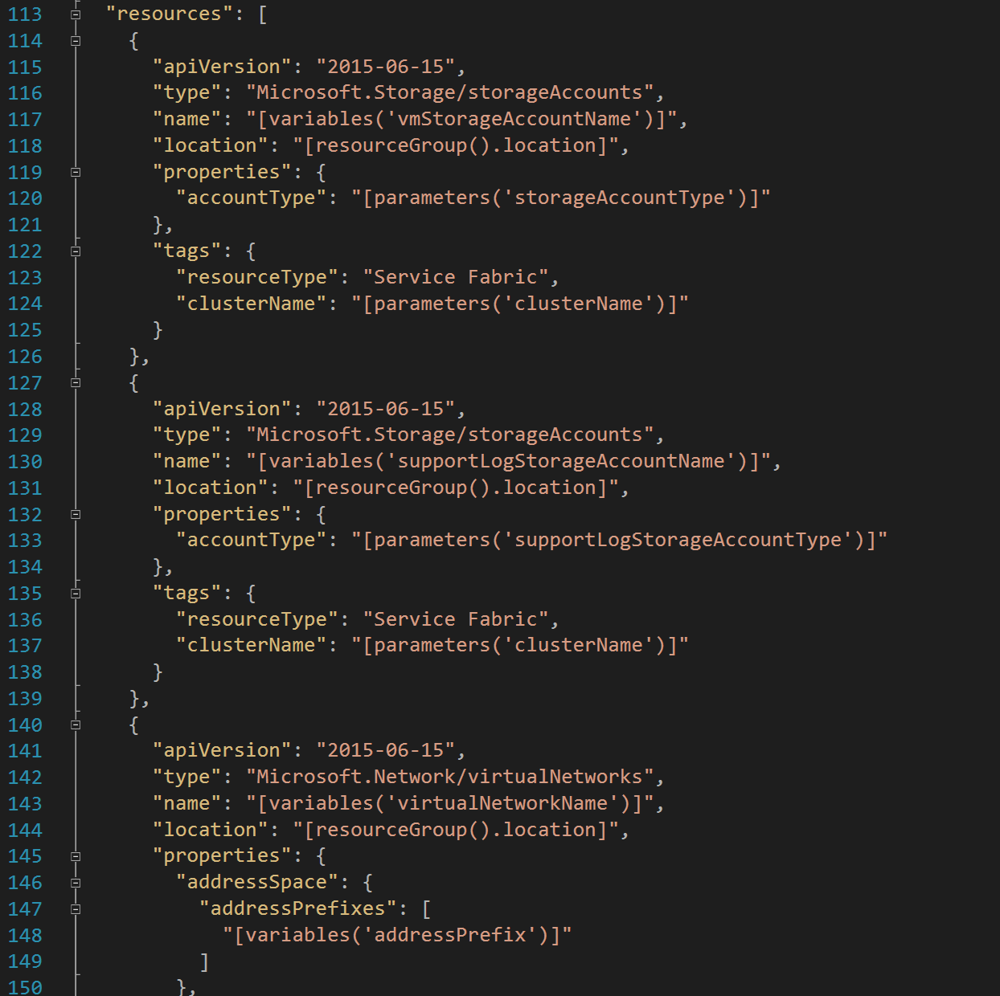 113 "resources": [
114 {
115 "apiVersion": "2015-06-15",
116 "type": "Microsoft.Storage/storageAccounts",
117 "name": "[variables('vmStorageAccountName')]",
118 "location": "[resourceGroup().location]",
119 "properties": {
120 "accountType": "[parameters('storageAccountType')]"
121 },
122 "tags": {
123 "resourceType": "Service Fabric",
124 "clusterName": "[parameters('clusterName')]"
125 }
126 },
127 {
128 "apiVersion": "2015-06-15",
129 "type": "Microsoft.Storage/storageAccounts",
130 "name": "[variables('supportLogStorageAccountName')]",
131 "location": "[resourceGroup().location]",
132 "properties": {
133 "accountType": "[parameters('supportLogStorageAccountType')]"
134 },
135 "tags": {
136 "resourceType": "Service Fabric",
137 "clusterName": "[parameters('clusterName')]"
138 }
139 },
140 {
141 "apiVersion": "2015-06-15",
142 "type": "Microsoft.Network/virtualNetworks",
143 "name": "[variables('virtualNetworkName')]",
144 "location": "[resourceGroup().location]",
145 "properties": {
146 "addressSpace": {
147 "addressPrefixes": [
148 "[variables('addressPrefix')]"
149 ]
150 },